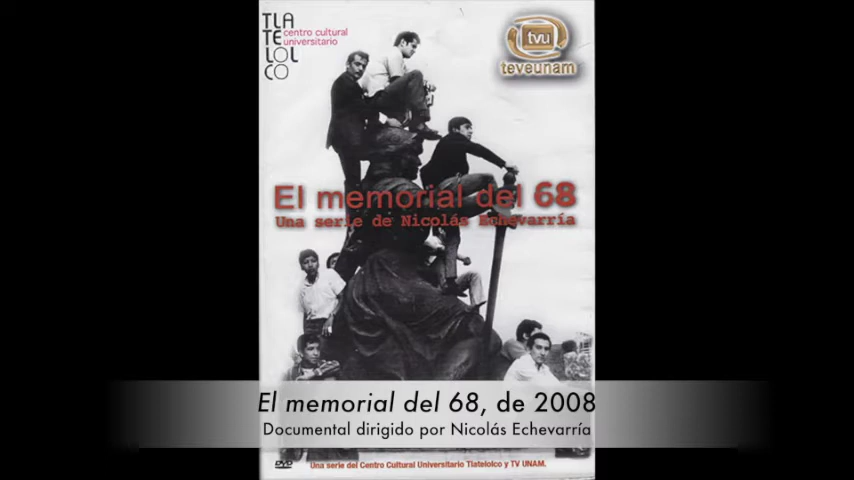 TLA
TE
LOL
CO
centro cultural
universitario
tvu
teveunam
El memorial del 68
Una serie de Nicolás Echevarría
El memorial del 68, de 2008
Documental dirigido por Nicolás Echevarría
DVD
Una serie del Centro Cultural Universitario Tlatelolco y TV UNAM.